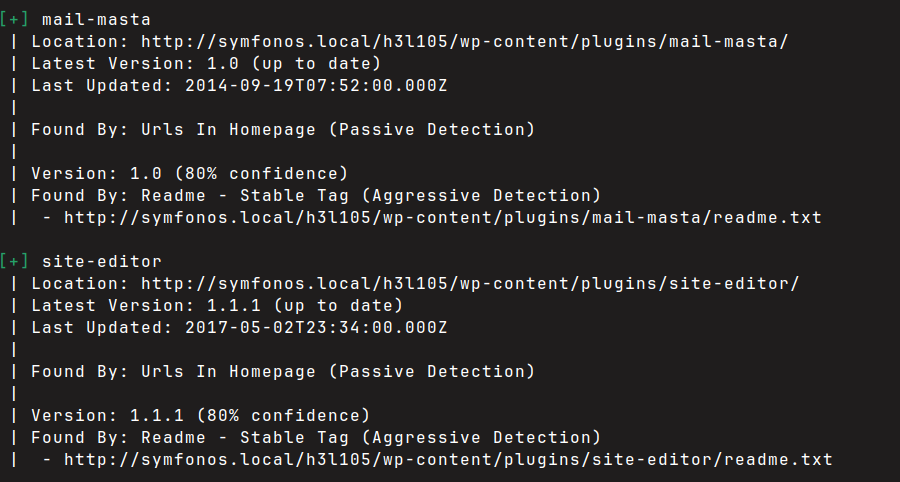 [+] mail-masta
| Location: http://symfonos.local/h3l105/wp-content/plugins/mail-masta/
| Latest Version: 1.0 (up to date)
| Last Updated: 2014-09-19T07:52:00.000Z
|
| Found By: Urls In Homepage (Passive Detection)
|
| Version: 1.0 (80% confidence)
| Found By: Readme - Stable Tag (Aggressive Detection)
|  - http://symfonos.local/h3l105/wp-content/plugins/mail-masta/readme.txt

[+] site-editor
| Location: http://symfonos.local/h3l105/wp-content/plugins/site-editor/
| Latest Version: 1.1.1 (up to date)
| Last Updated: 2017-05-02T23:34:00.000Z
|
| Found By: Urls In Homepage (Passive Detection)
|
| Version: 1.1.1 (80% confidence)
| Found By: Readme - Stable Tag (Aggressive Detection)
|  - http://symfonos.local/h3l105/wp-content/plugins/site-editor/readme.txt